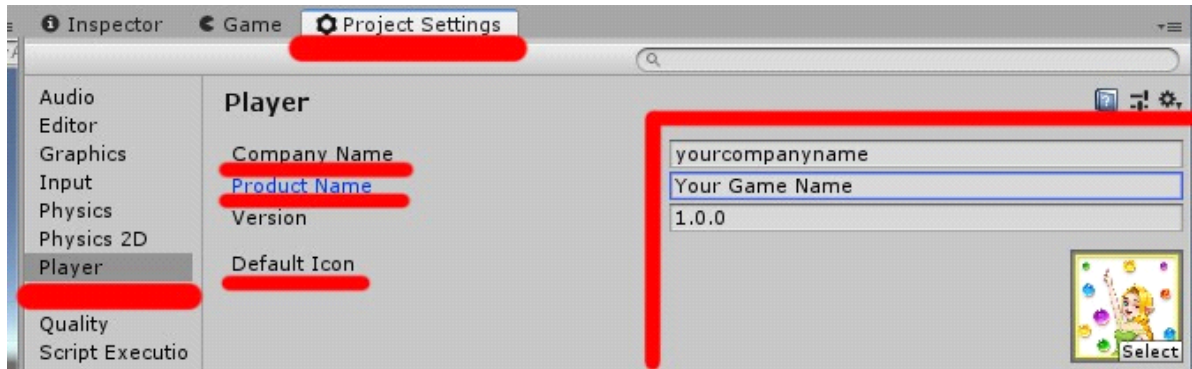 Inspector Game Project Settings
Audio
Editor
Graphics
Input
Physics
Physics 2D
Player
Quality
Script Executio
Player
Company Name yourcompanyname
Product Name Your Game Name
Version 1.0.0
Default Icon
Select